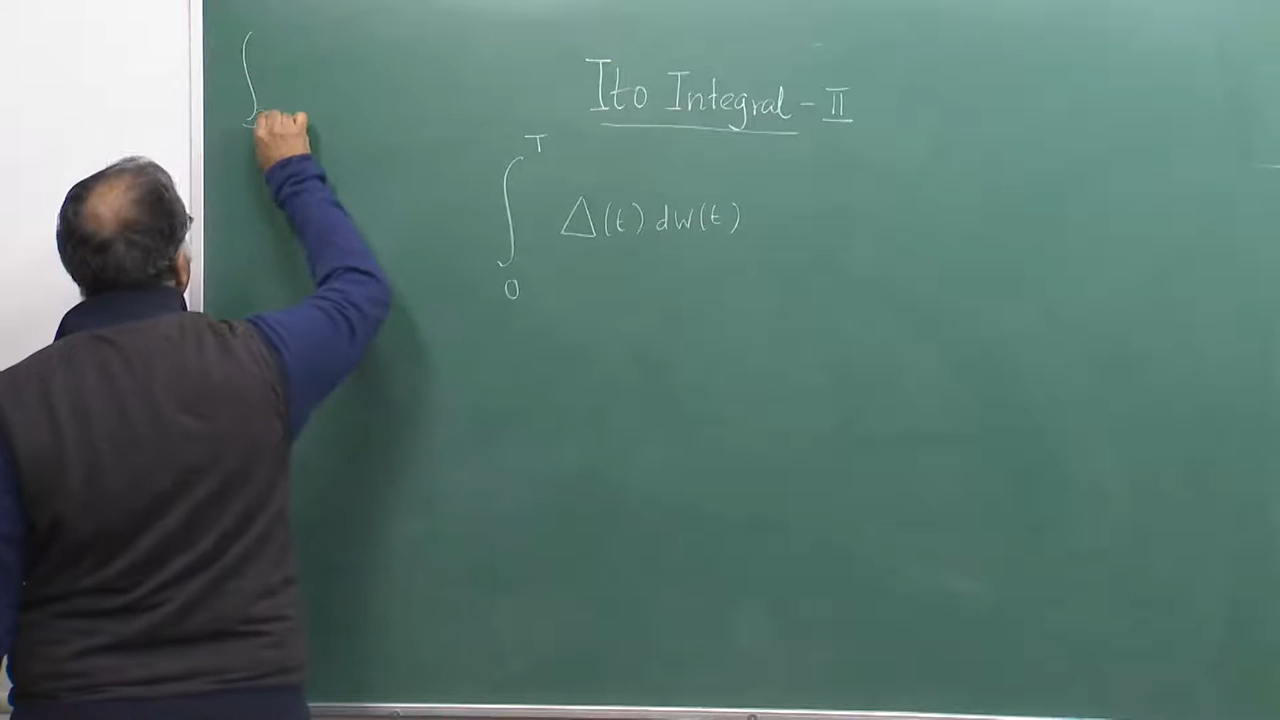 ∫
Ito Integral - II
∫₀ᵀ Δ(t) dW(t)